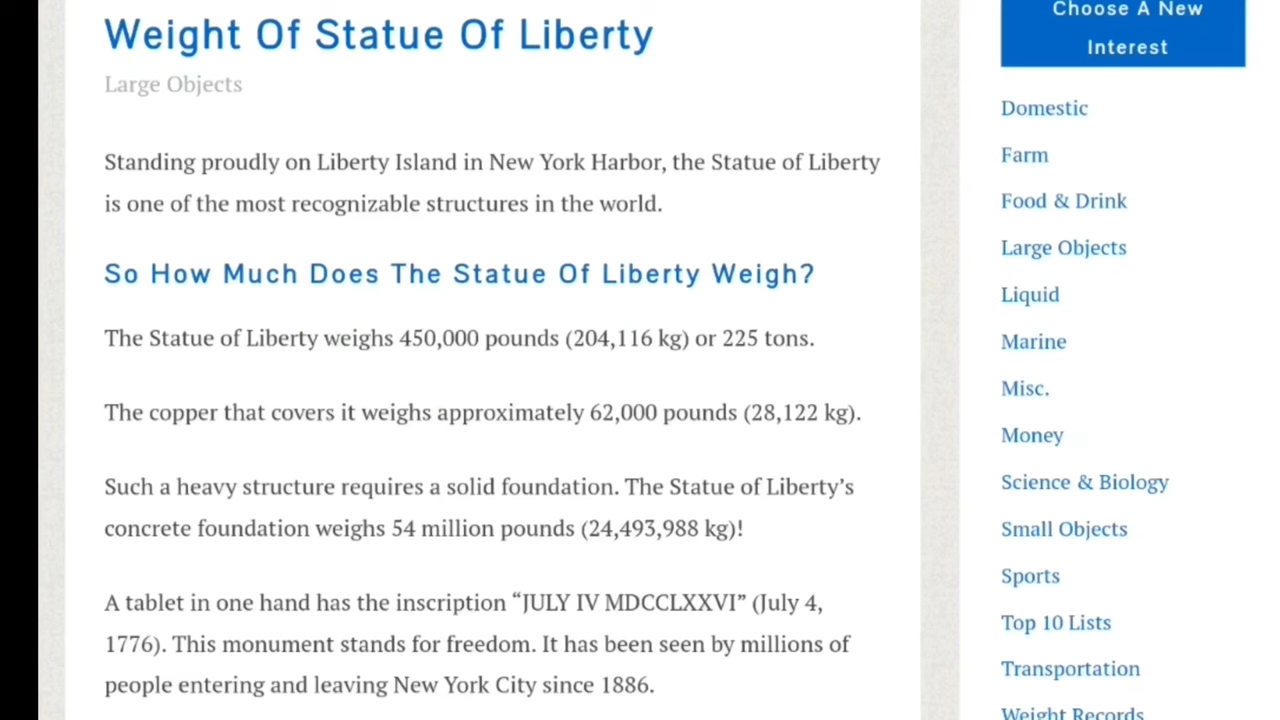 Weight Of Statue Of Liberty
Large Objects
Standing proudly on Liberty Island in New York Harbor, the Statue of Liberty
is one of the most recognizable structures in the world.
So How Much Does The Statue Of Liberty Weigh?
The Statue of Liberty weighs 450,000 pounds (204,116 kg) or 225 tons.
The copper that covers it weighs approximately 62,000 pounds (28,122 kg).
Such a heavy structure requires a solid foundation. The Statue of Liberty’s
concrete foundation weighs 54 million pounds (24,493,988 kg)!
A tablet in one hand has the inscription “JULY IV MDCCLXXVI” (July 4,
1776). This monument stands for freedom. It has been seen by millions of
people entering and leaving New York City since 1886.
Choose A New
Interest
Domestic
Farm
Food & Drink
Large Objects
Liquid
Marine
Misc.
Money
Science & Biology
Small Objects
Sports
Top 10 Lists
Transportation
Weight Records